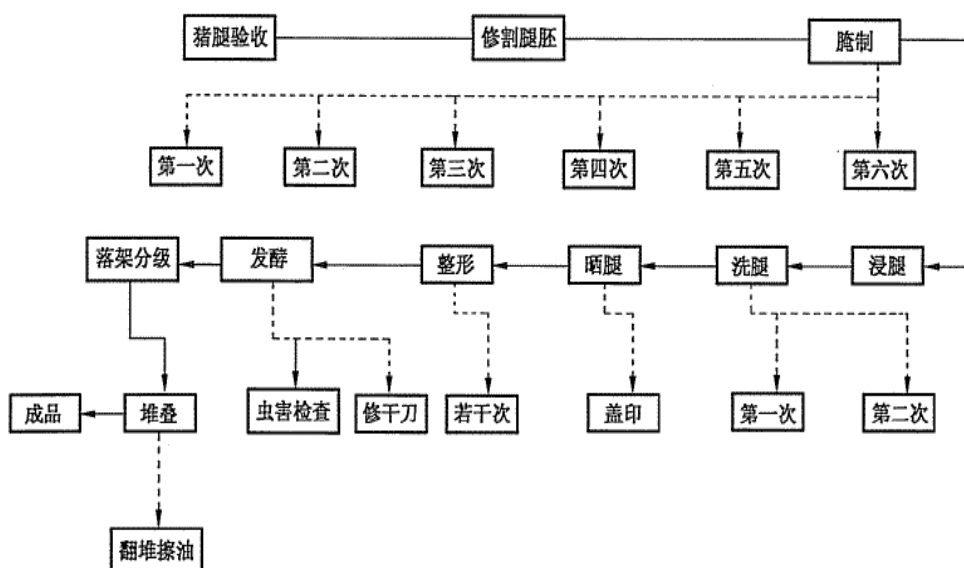 猪腿验收
修割腿胚
腌制
第一次
第二次
第三次
第四次
第五次
第六次
落架分级
发酵
整形
晒腿
洗腿
浸腿
成品
堆叠
虫害检查
修干刀
若干次
盖印
第一次
第二次
翻堆擦油